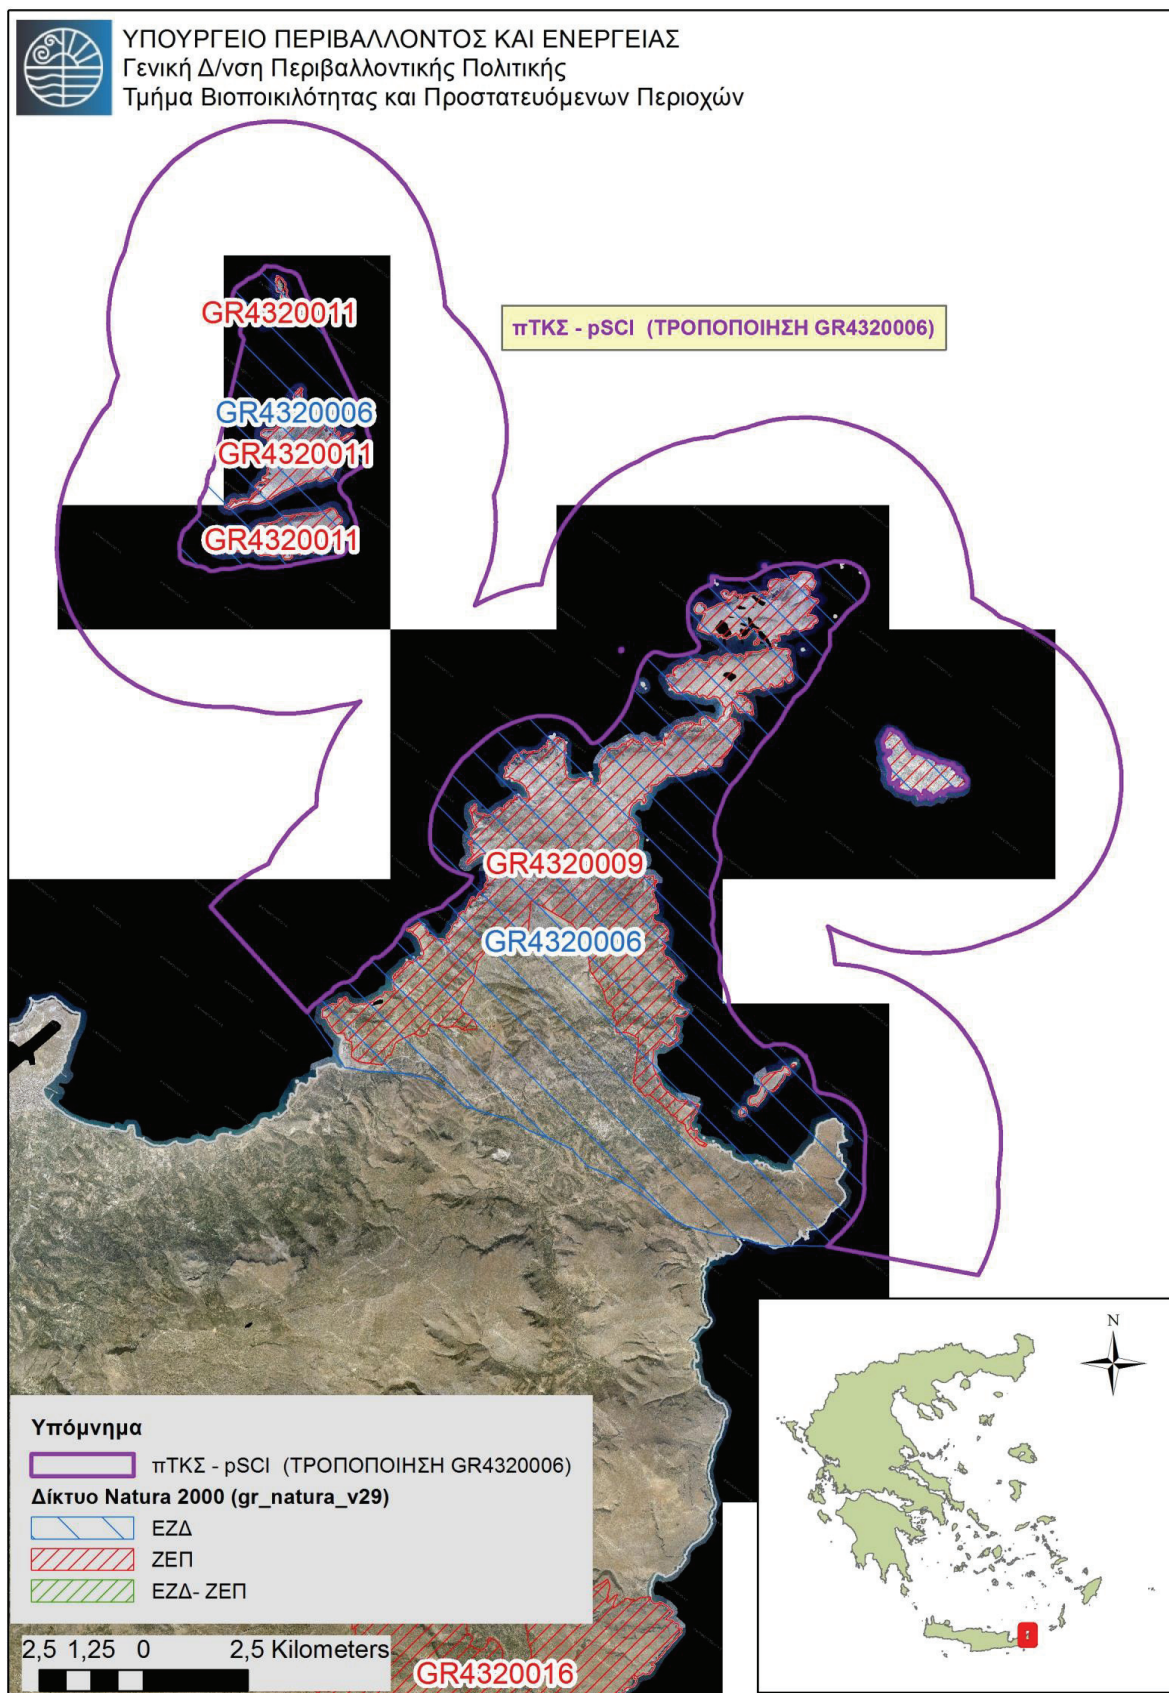 ΥΠΟΥΡΓΕΙΟ ΠΕΡΙΒΑΛΛΟΝΤΟΣ ΚΑΙ ΕΝΕΡΓΕΙΑΣ
Γενική Δ/νση Περιβαλλοντικής Πολιτικής
Τμήμα Βιοποικιλότητας και Προστατευόμενων Περιοχών
GR4320011
πΤΚΣ - pSCI (ΤΡΟΠΟΠΟΙΗΣΗ GR4320006)
GR4320006
GR4320011
GR4320011
GR4320009
GR4320006
N
Υπόμνημα
πΤΚΣ - pSCI (ΤΡΟΠΟΠΟΙΗΣΗ GR4320006)
Δίκτυο Natura 2000 (gr_natura_v29)
ΕΖΔ
ΖΕΠ
ΕΖΔ- ΖΕΠ
2,5 1,25 0 2,5 Kilometers
GR4320016